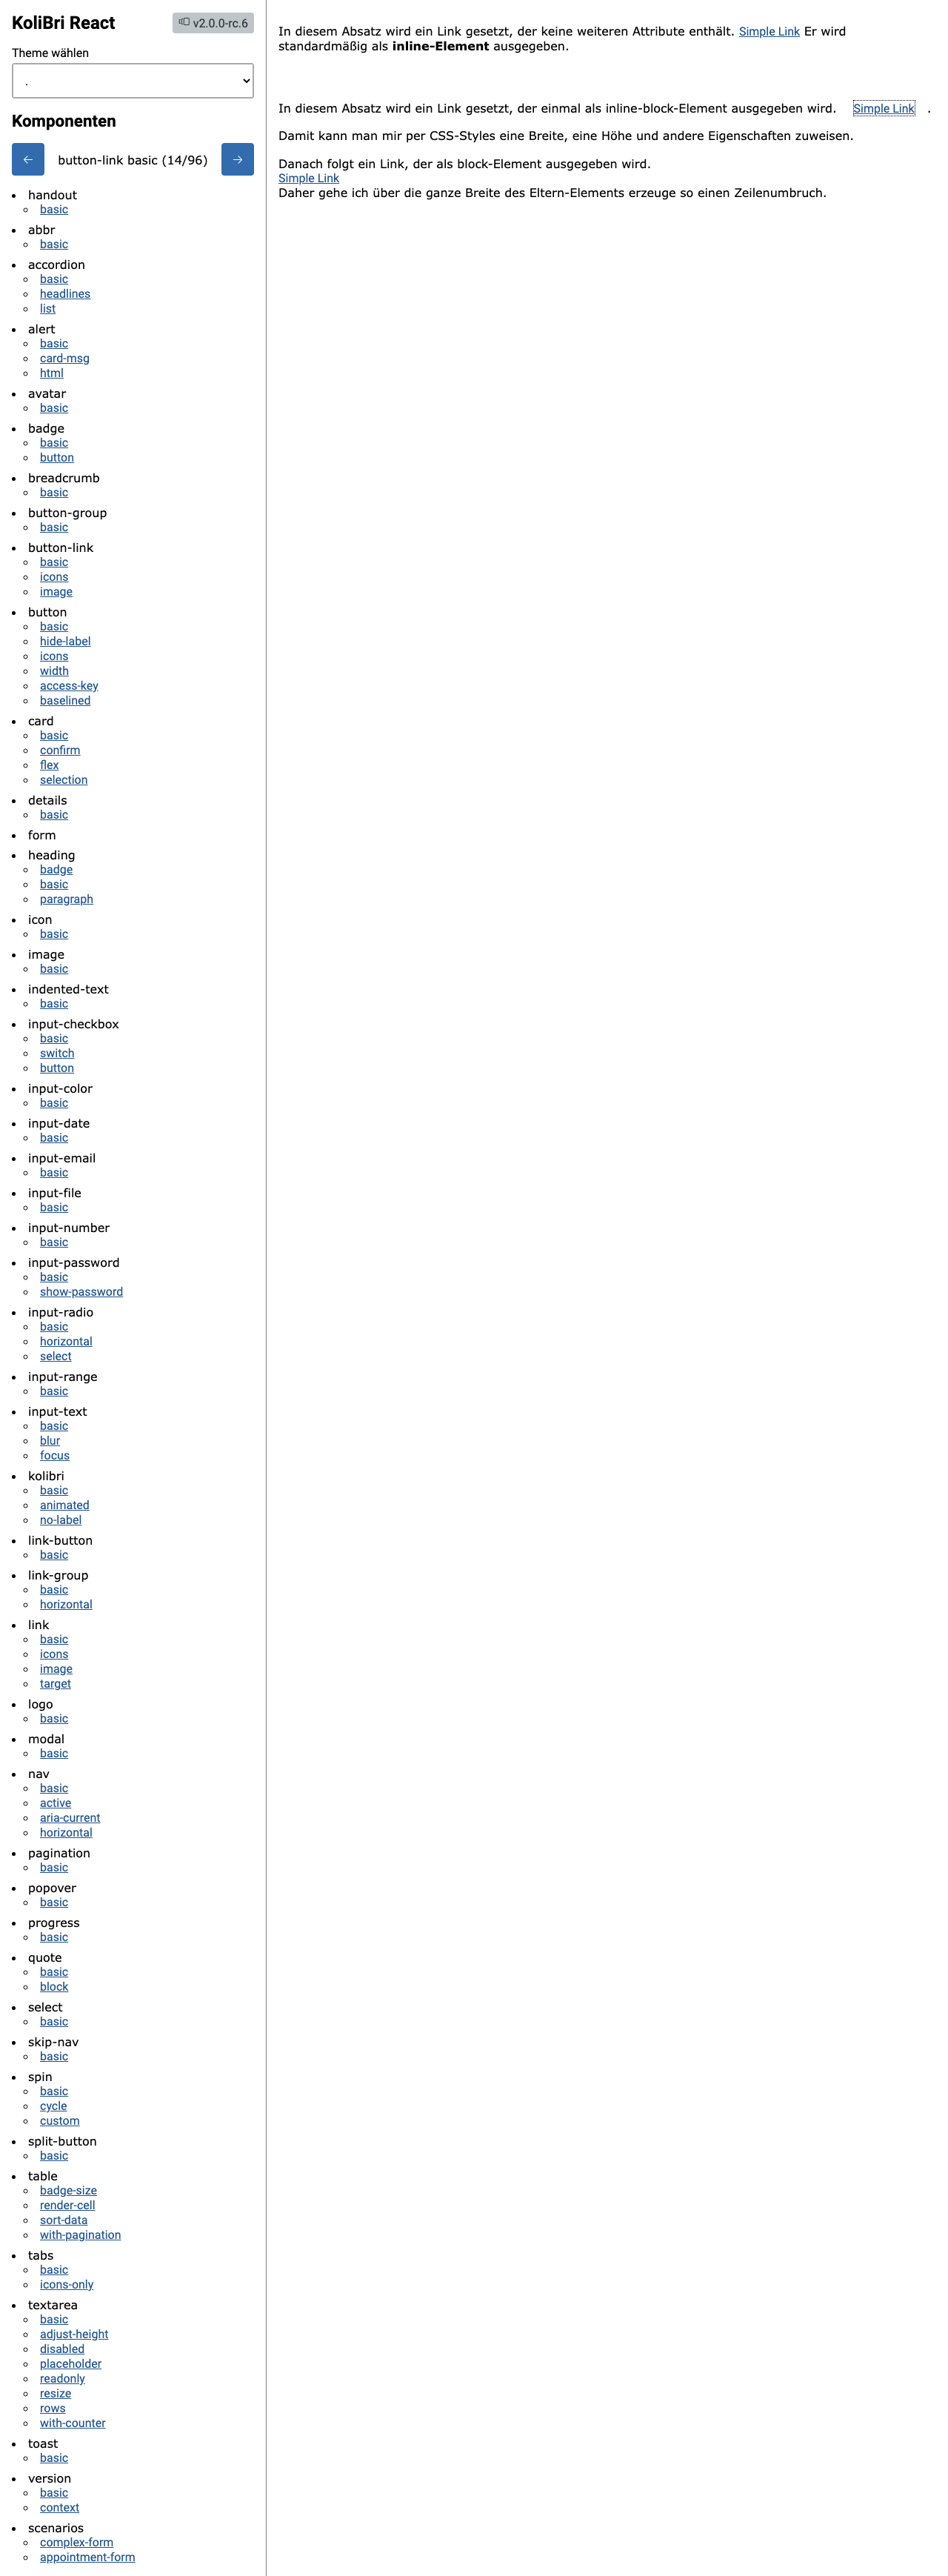 KoliBri React
v2.0.0-rc.6
Theme wählen
.
Komponenten
← button-link basic (14/96) →
handout
basic
abbr
basic
accordion
basic
headlines
list
alert
basic
card-msg
html
avatar
basic
badge
basic
button
breadcrumb
basic
button-group
basic
button-link
basic
icons
image
button
basic
hide-label
icons
width
access-key
baselined
card
basic
confirm
flex
selection
details
basic
form
heading
badge
basic
paragraph
icon
basic
image
basic
indented-text
basic
input-checkbox
basic
switch
button
input-color
basic
input-date
basic
input-email
basic
input-file
basic
input-number
basic
input-password
basic
show-password
input-radio
basic
horizontal
select
input-range
basic
input-text
basic
blur
focus
kolibri
basic
animated
no-label
link-button
basic
link-group
basic
horizontal
link
basic
icons
image
target
logo
basic
modal
basic
nav
basic
active
aria-current
horizontal
pagination
basic
popover
basic
progress
basic
quote
basic
block
select
basic
skip-nav
basic
spin
basic
cycle
custom
split-button
basic
table
badge-size
render-cell
sort-data
with-pagination
tabs
basic
icons-only
textarea
basic
adjust-height
disabled
placeholder
readonly
resize
rows
with-counter
toast
basic
version
basic
context
scenarios
complex-form
appointment-form
In diesem Absatz wird ein Link gesetzt, der keine weiteren Attribute enthält. Simple Link Er wird
standardmäßig als inline-Element ausgegeben.
In diesem Absatz wird ein Link gesetzt, der einmal als inline-block-Element ausgegeben wird. Simple Link .
Damit kann man mir per CSS-Styles eine Breite, eine Höhe und andere Eigenschaften zuweisen.
Danach folgt ein Link, der als block-Element ausgegeben wird.
Simple Link
Daher gehe ich über die ganze Breite des Eltern-Elements erzeuge so einen Zeilenumbruch.